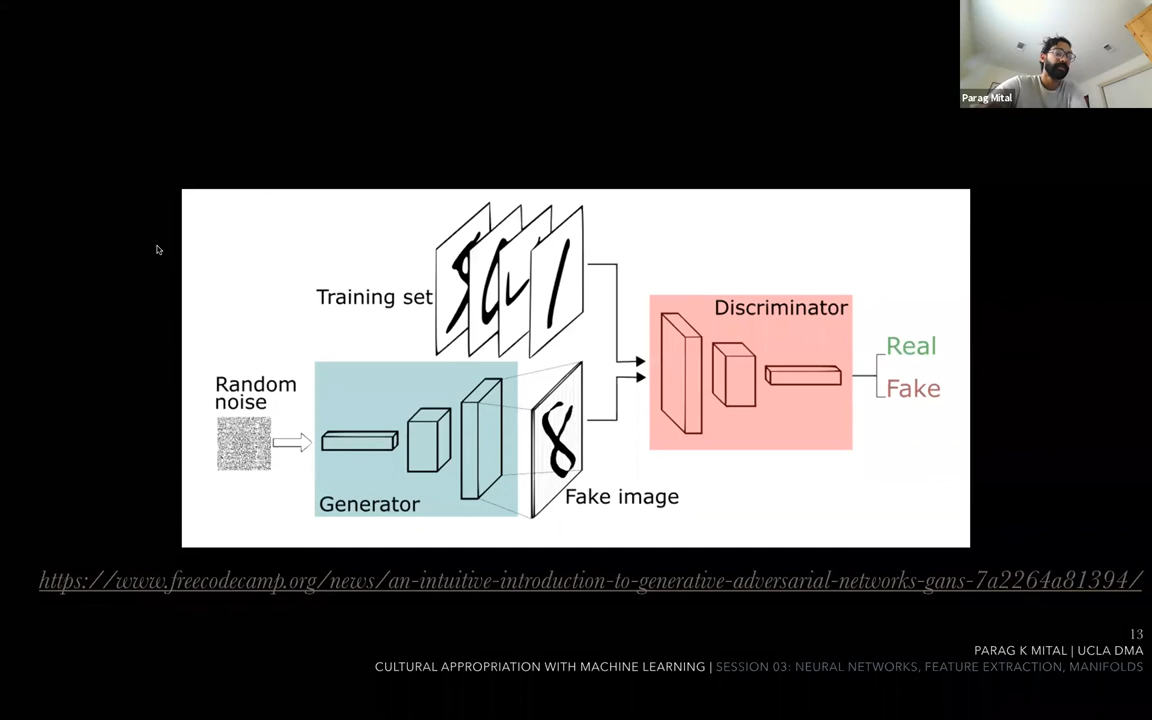 Parag Mital
Training set
Discriminator
Real
Fake
Random
noise
8
Generator
Fake image
https://www.freecodecamp.org/news/an-intuitive-introduction-to-generative-adversarial-networks-gans-7a2264a81394/
13
PARAG K MITAL | UCLA DMA
CULTURAL APPROPRIATION WITH MACHINE LEARNING | SESSION 03: NEURAL NETWORKS, FEATURE EXTRACTION, MANIFOLDS